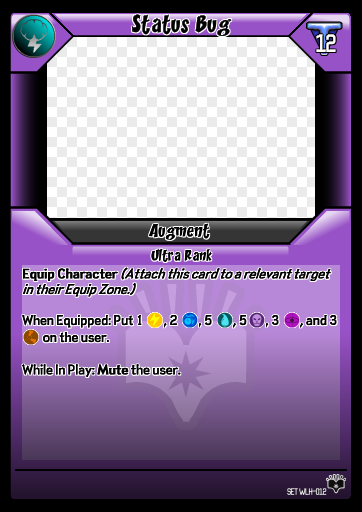 Status Bug
12
Augment
Ultra Rank
Equip Character (Attach this card to a relevant target
in their Equip Zone.)
When Equipped: Put 1 , 2 , 5 , 5 , 3 , and 3
on the user.
While In Play: Mute the user.
SET WLH-012